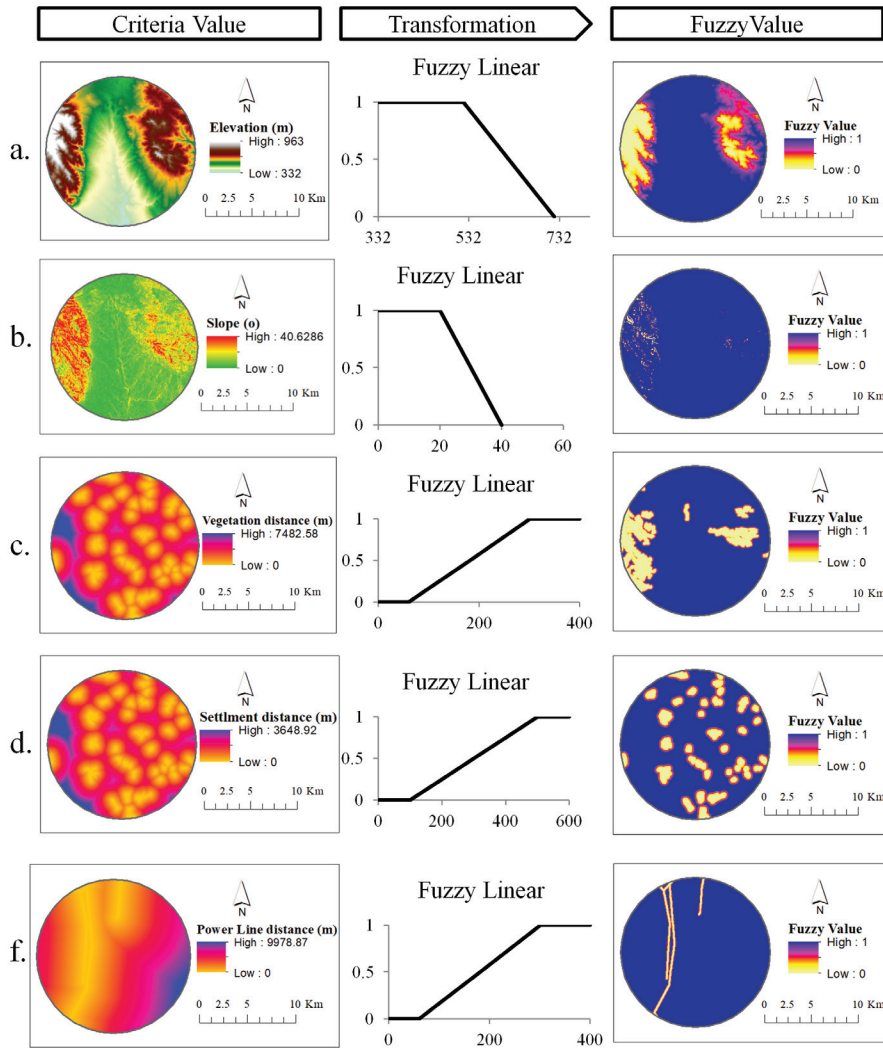 Criteria Value
Transformation
FuzzyValue
a.
N
Elevation (m)
High : 963
Low : 332
0 2.5 5 10 Km
Fuzzy Linear
1
0.5
0
332 532 732
N
Fuzzy Value
High : 1
Low : 0
0 2.5 5 10 Km
b.
N
Slope (o)
High : 40.6286
Low : 0
0 2.5 5 10 Km
Fuzzy Linear
1
0.5
0
0 20 40 60
N
Fuzzy Value
High : 1
Low : 0
0 2.5 5 10 Km
c.
N
Vegetation distance (m)
High : 7482.58
Low : 0
0 2.5 5 10 Km
Fuzzy Linear
1
0.5
0
0 200 400
N
Fuzzy Value
High : 1
Low : 0
0 2.5 5 10 Km
d.
N
Settlment distance (m)
High : 3648.92
Low : 0
0 2.5 5 10 Km
Fuzzy Linear
1
0.5
0
0 200 400 600
N
Fuzzy Value
High : 1
Low : 0
0 2.5 5 10 Km
f.
N
Power Line distance (m)
High : 9978.87
Low : 0
0 2.5 5 10 Km
Fuzzy Linear
1
0.5
0
0 200 400
N
Fuzzy Value
High : 1
Low : 0
0 2.5 5 10 Km